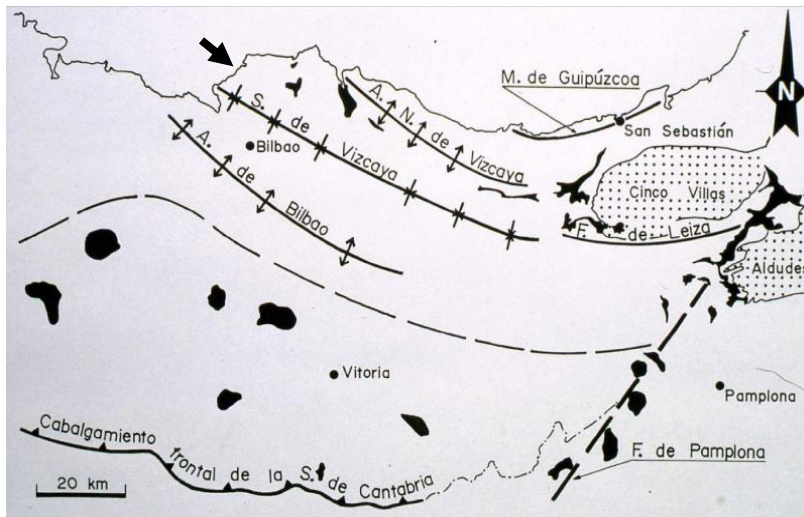 M. de Guipúzcoa
N
San Sebastián
A. N. de Vizcaya
S. de Vizcaya
Bilbao
A. de Bilbao
Cinco Villas
F. de Leiza
Aldudes
Vitoria
Pamplona
Cabalgamiento frontal de la S. de Cantabria
F. de Pamplona
20 km